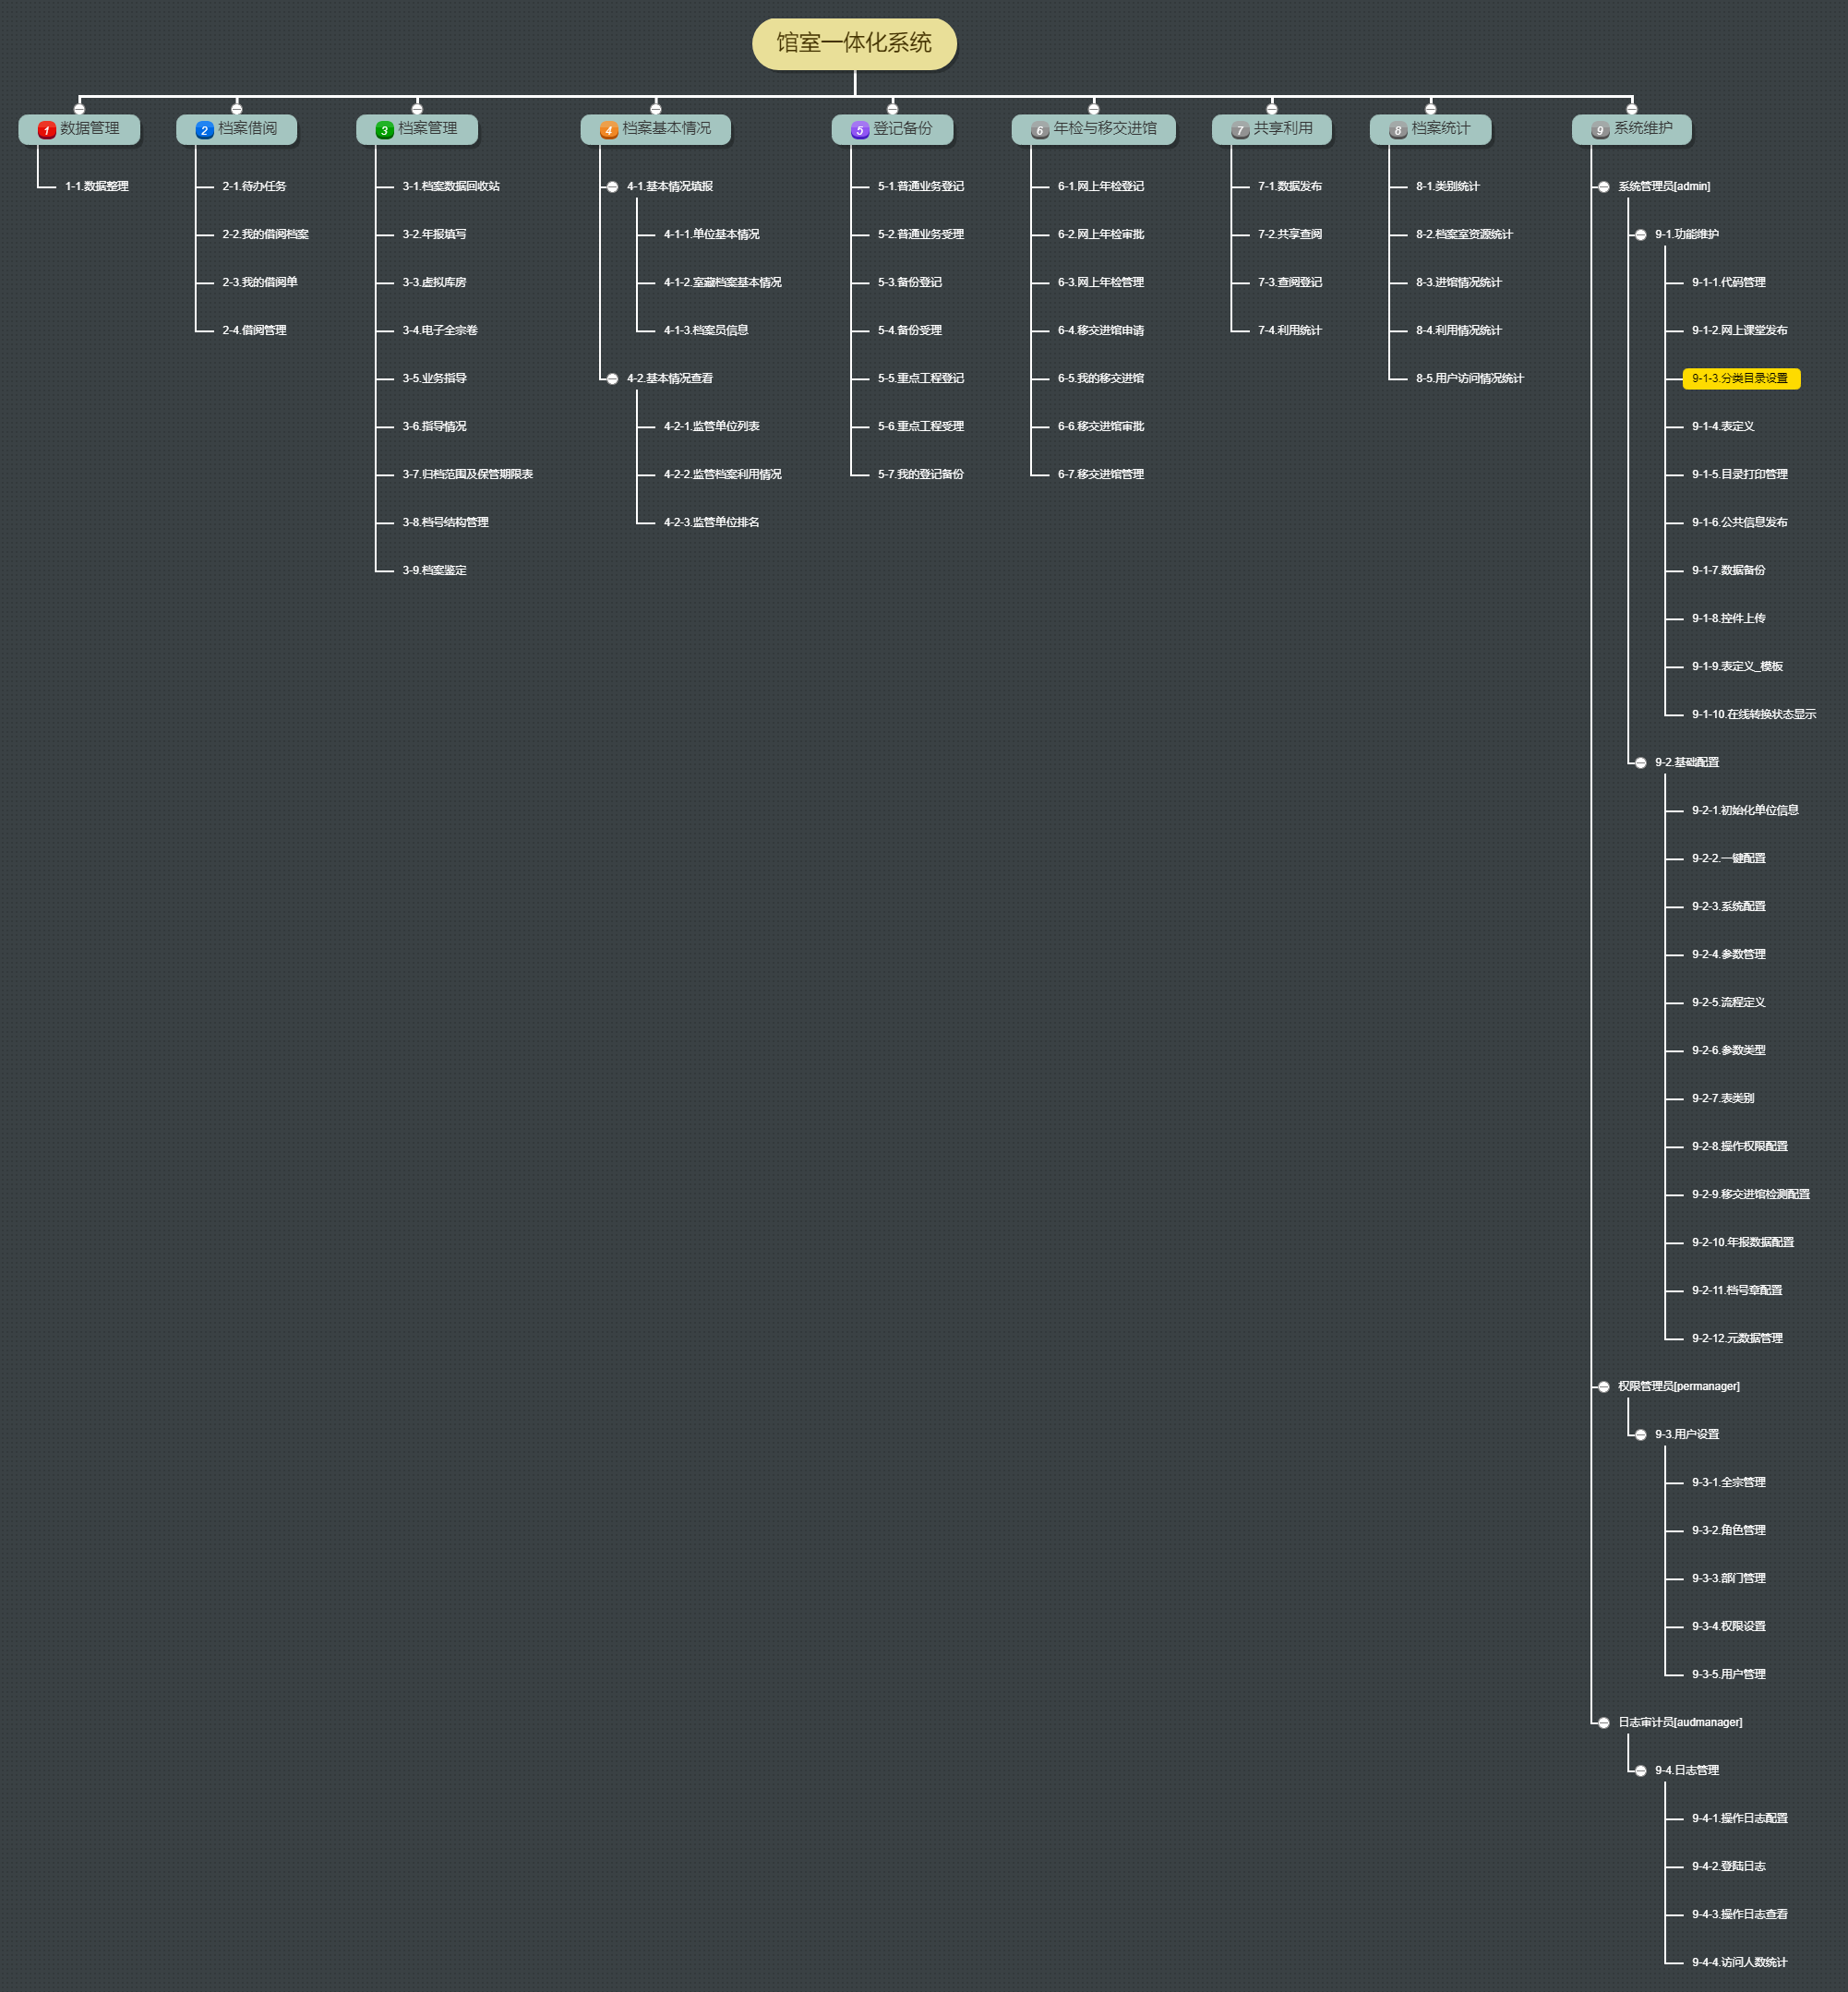 馆室一体化系统
1 数据管理
1-1.数据整理
2 档案借阅
2-1.待办任务
2-2.我的借阅档案
2-3.我的借阅单
2-4.借阅管理
3 档案管理
3-1.档案数据回收站
3-2.年报填写
3-3.虚拟库房
3-4.电子全宗卷
3-5.业务指导
3-6.指导情况
3-7.归档范围及保管期限表
3-8.档号结构管理
3-9.档案鉴定
4 档案基本情况
4-1.基本情况填报
4-1-1.单位基本情况
4-1-2.室藏档案基本情况
4-1-3.档案员信息
4-2.基本情况查看
4-2-1.监管单位列表
4-2-2.监管档案利用情况
4-2-3.监管单位排名
5 登记备份
5-1.普通业务登记
5-2.普通业务受理
5-3.备份登记
5-4.备份受理
5-5.重点工程登记
5-6.重点工程受理
5-7.我的登记备份
6 年检与移交进馆
6-1.网上年检登记
6-2.网上年检审批
6-3.网上年检管理
6-4.移交进馆申请
6-5.我的移交进馆
6-6.移交进馆审批
6-7.移交进馆管理
7 共享利用
7-1.数据发布
7-2.共享查阅
7-3.查阅登记
7-4.利用统计
8 档案统计
8-1.类别统计
8-2.档案室资源统计
8-3.进馆情况统计
8-4.利用情况统计
8-5.用户访问情况统计
9 系统维护
系统管理员[admin]
9-1.功能维护
9-1-1.代码管理
9-1-2.网上课堂发布
9-1-3.分类目录设置
9-1-4.表定义
9-1-5.目录打印管理
9-1-6.公共信息发布
9-1-7.数据备份
9-1-8.控件上传
9-1-9.表定义_模板
9-1-10.在线转换状态显示
9-2.基础配置
9-2-1.初始化单位信息
9-2-2.一键配置
9-2-3.系统配置
9-2-4.参数管理
9-2-5.流程定义
9-2-6.参数类型
9-2-7.表类别
9-2-8.操作权限配置
9-2-9.移交进馆检测配置
9-2-10.年报数据配置
9-2-11.档号章配置
9-2-12.元数据管理
权限管理员[permanager]
9-3.用户设置
9-3-1.全宗管理
9-3-2.角色管理
9-3-3.部门管理
9-3-4.权限设置
9-3-5.用户管理
日志审计员[audmanager]
9-4.日志管理
9-4-1.操作日志配置
9-4-2.登陆日志
9-4-3.操作日志查看
9-4-4.访问人数统计